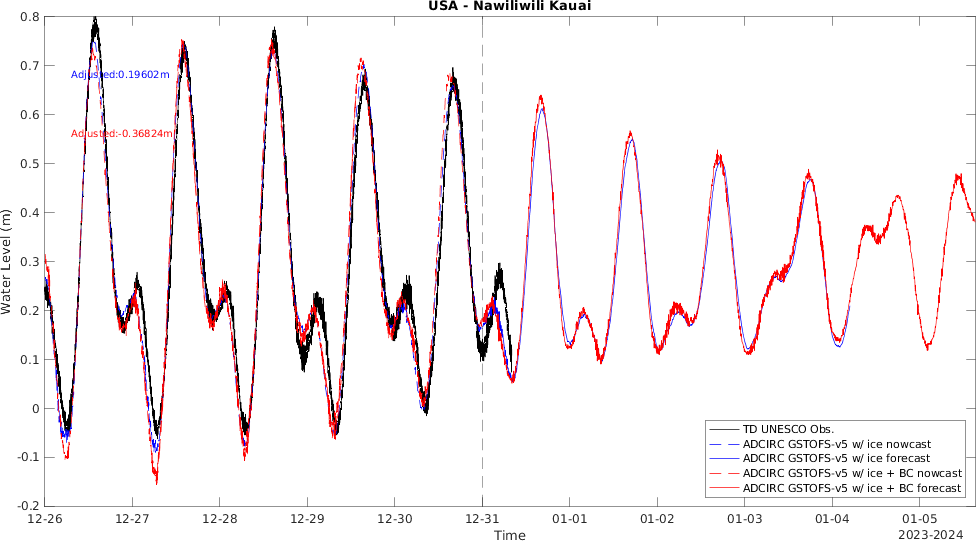 USA - Nawiliwili Kauai
0.8
0.7
0.6
0.5
0.4
0.3
0.2
0.1
0
-0.1
-0.2
Water Level (m)
Adjusted:0.19602m
Adjusted:-0.36824m
TD UNESCO Obs.
ADCIRC GSTOFS-v5 w/ ice nowcast
ADCIRC GSTOFS-v5 w/ ice forecast
ADCIRC GSTOFS-v5 w/ ice + BC nowcast
ADCIRC GSTOFS-v5 w/ ice + BC forecast
12-26 12-27 12-28 12-29 12-30 12-31 01-01 01-02 01-03 01-04 01-05
Time
2023-2024